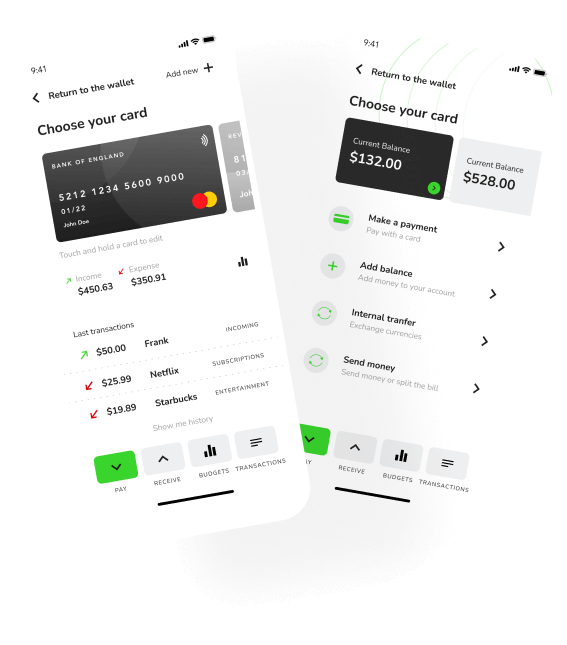 9:41
Return to the wallet
Add new
Choose your card
BANK OF ENGLAND
5212 1234 5600 9000
01/22
John Doe
REV
81
03/
Joh
Touch and hold a card to edit
Income
$450.63
Expense
$350.91
Last transactions
$50.00 Frank INCOMING
$25.99 Netflix SUBSCRIPTIONS
$19.89 Starbucks ENTERTAINMENT
Show me history
PAY
RECEIVE
BUDGETS
TRANSACTIONS
9:41
Return to the wallet
Choose your card
Current Balance
$132.00
Current Balance
$528.00
Make a payment
Pay with a card
Add balance
Add money to your account
Internal tranfer
Exchange currencies
Send money
Send money or split the bill
AY
RECEIVE
BUDGETS
TRANSACTIONS